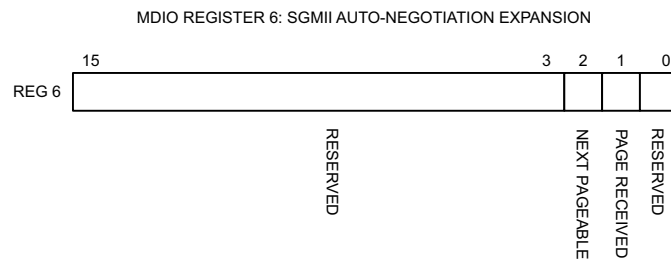 MDIO REGISTER 6: SGMII AUTO-NEGOTIATION EXPANSION
15 3 2 1 0
REG 6
RESERVED
NEXT PAGEABLE
PAGE RECEIVED
RESERVED